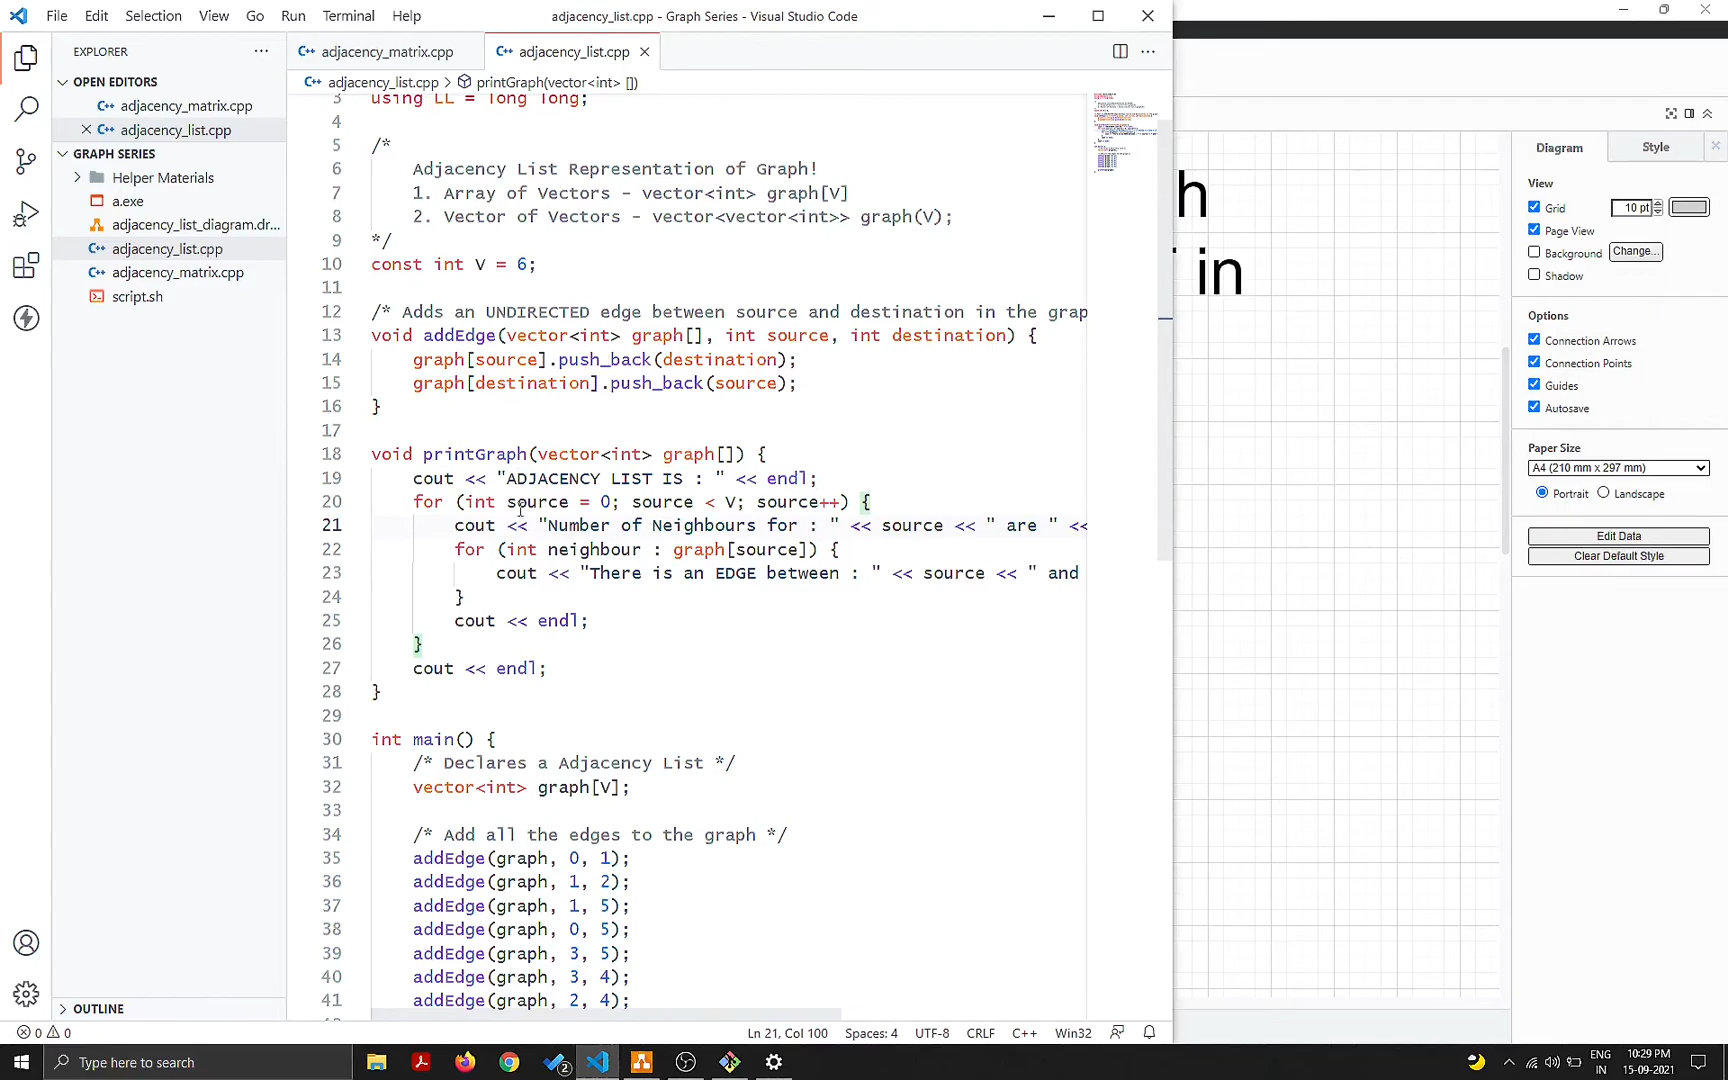 File Edit Selection View Go Run Terminal Help adjacency_list.cpp - Graph Series - Visual Studio Code
EXPLORER
OPEN EDITORS
adjacency_matrix.cpp
adjacency_list.cpp
GRAPH SERIES
Helper Materials
a.exe
adjacency_list_diagram.dr...
adjacency_list.cpp
adjacency_matrix.cpp
script.sh
OUTLINE
adjacency_matrix.cpp adjacency_list.cpp
adjacency_list.cpp > printGraph(vector<int> [])
3 using LL = long long;
4
5 /*
6 Adjacency List Representation of Graph!
7 1. Array of Vectors - vector<int> graph[V]
8 2. Vector of Vectors - vector<vector<int>> graph(V);
9 */
10 const int V = 6;
11
12 /* Adds an UNDIRECTED edge between source and destination in the grap
13 void addEdge(vector<int> graph[], int source, int destination) {
14 graph[source].push_back(destination);
15 graph[destination].push_back(source);
16 }
17
18 void printGraph(vector<int> graph[]) {
19 cout << "ADJACENCY LIST IS : " << endl;
20 for (int source = 0; source < V; source++) {
21 cout << "Number of Neighbours for : " << source << " are " <<
22 for (int neighbour : graph[source]) {
23 cout << "There is an EDGE between : " << source << " and
24 }
25 cout << endl;
26 }
27 cout << endl;
28 }
29
30 int main() {
31 /* Declares a Adjacency List */
32 vector<int> graph[V];
33
34 /* Add all the edges to the graph */
35 addEdge(graph, 0, 1);
36 addEdge(graph, 1, 2);
37 addEdge(graph, 1, 5);
38 addEdge(graph, 0, 5);
39 addEdge(graph, 3, 5);
40 addEdge(graph, 3, 4);
41 addEdge(graph, 2, 4);
0 0 Ln 21, Col 100 Spaces: 4 UTF-8 CRLF C++ Win32
h
in
Diagram Style
View
Grid 10 pt
Page View
Background Change...
Shadow
Options
Connection Arrows
Connection Points
Guides
Autosave
Paper Size
A4 (210 mm x 297 mm)
Portrait Landscape
Edit Data
Clear Default Style
Type here to search
2
ENG
IN
10:29 PM
15-09-2021